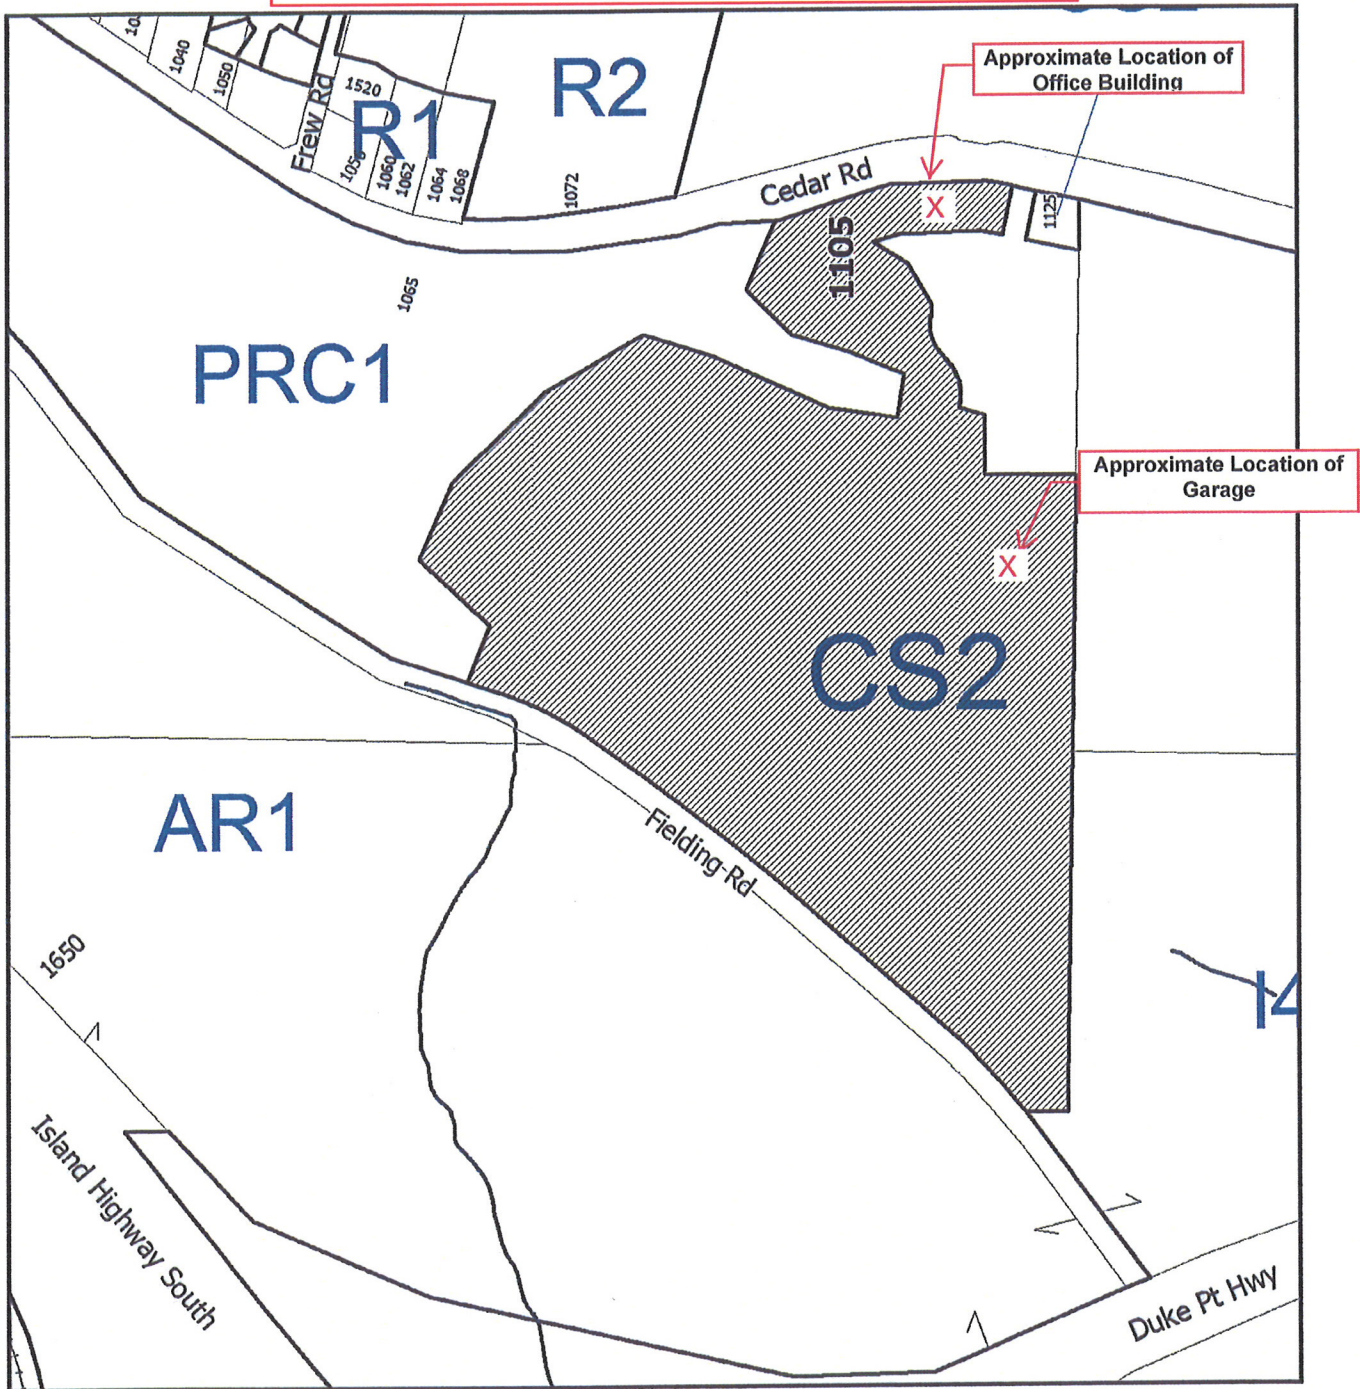 Approximate Location of
Office Building
R2
R1
1040
1050
1520
Frew Rd
1060
1062
1064
1068
1072
Cedar Rd
X
1125
1105
1065
PRC1
Approximate Location of
Garage
X
CS2
AR1
Fielding Rd
1650
I4
Island Highway South
Duke Pt Hwy